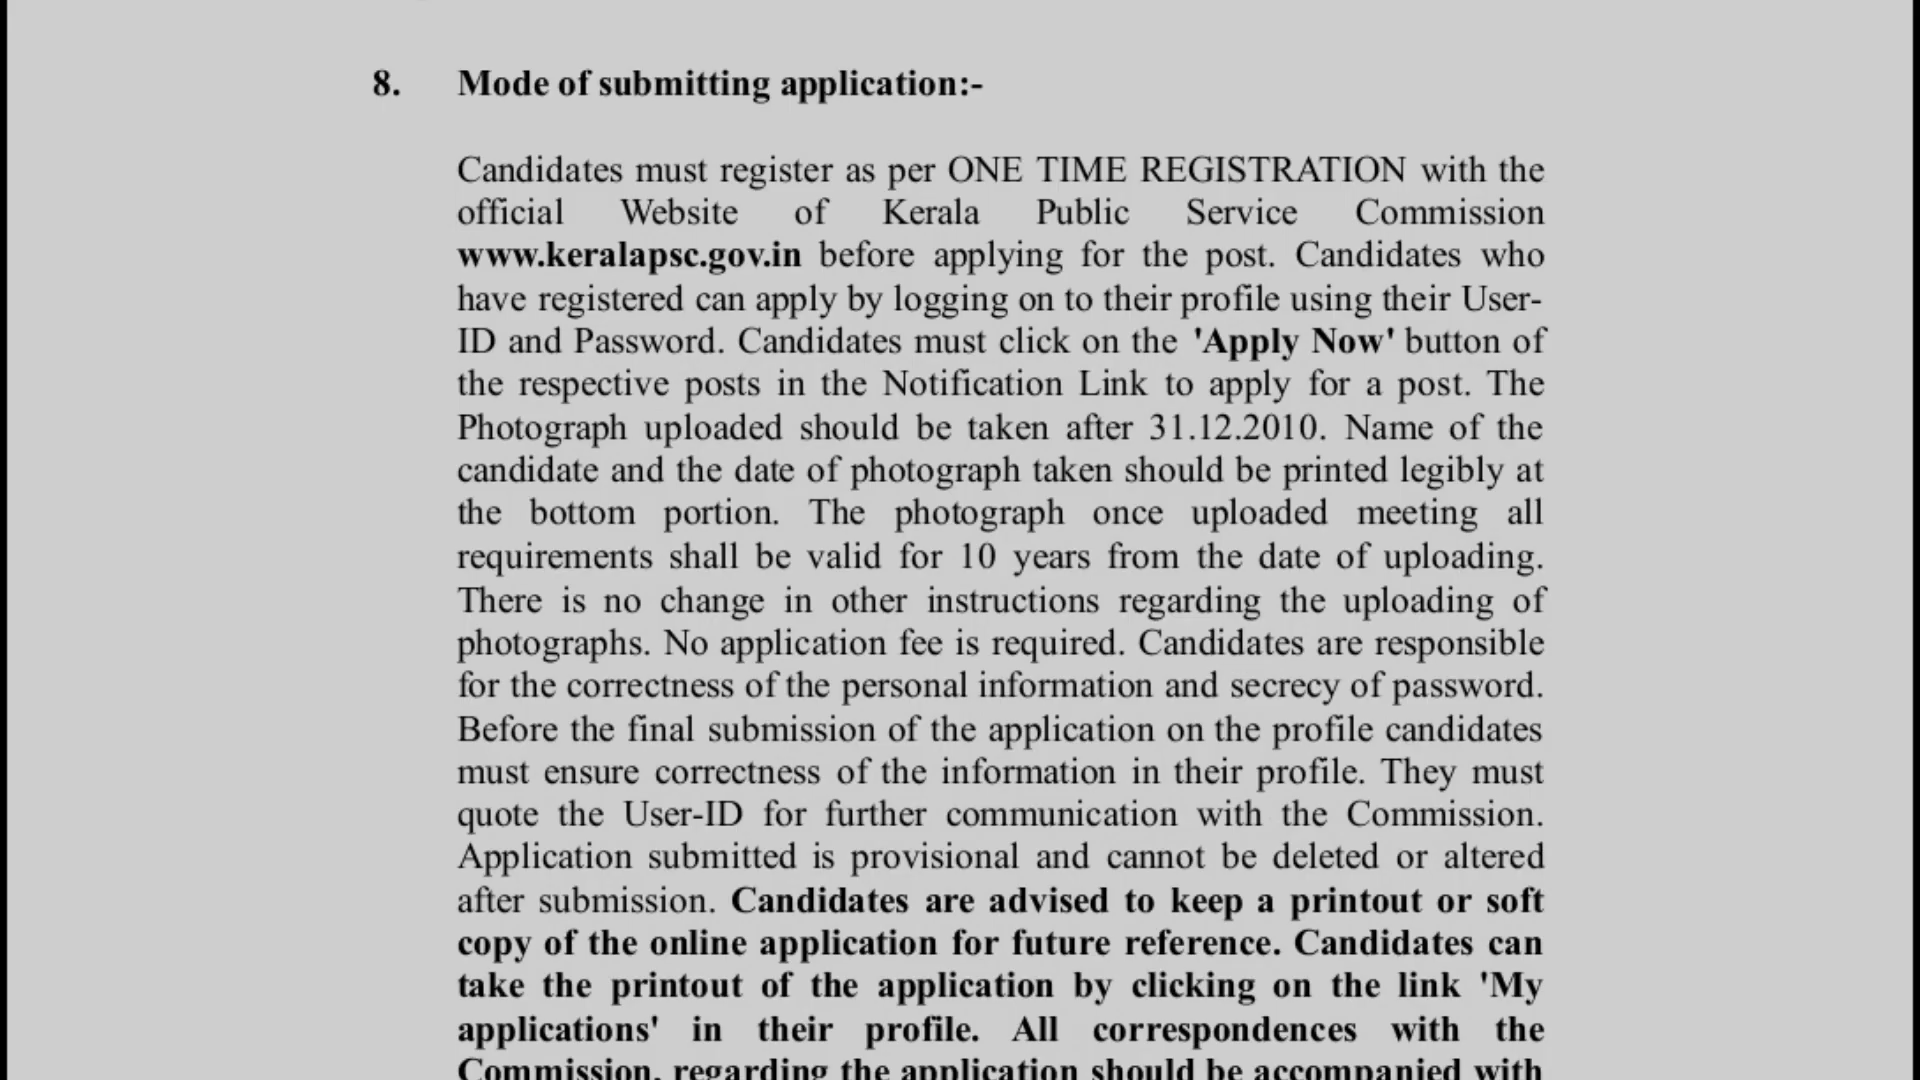 8. Mode of submitting application:-
Candidates must register as per ONE TIME REGISTRATION with the
official Website of Kerala Public Service Commission
www.keralapsc.gov.in before applying for the post. Candidates who
have registered can apply by logging on to their profile using their User-
ID and Password. Candidates must click on the 'Apply Now' button of
the respective posts in the Notification Link to apply for a post. The
Photograph uploaded should be taken after 31.12.2010. Name of the
candidate and the date of photograph taken should be printed legibly at
the bottom portion. The photograph once uploaded meeting all
requirements shall be valid for 10 years from the date of uploading.
There is no change in other instructions regarding the uploading of
photographs. No application fee is required. Candidates are responsible
for the correctness of the personal information and secrecy of password.
Before the final submission of the application on the profile candidates
must ensure correctness of the information in their profile. They must
quote the User-ID for further communication with the Commission.
Application submitted is provisional and cannot be deleted or altered
after submission. Candidates are advised to keep a printout or soft
copy of the online application for future reference. Candidates can
take the printout of the application by clicking on the link 'My
applications' in their profile. All correspondences with the
Commission, regarding the application should be accompanied with